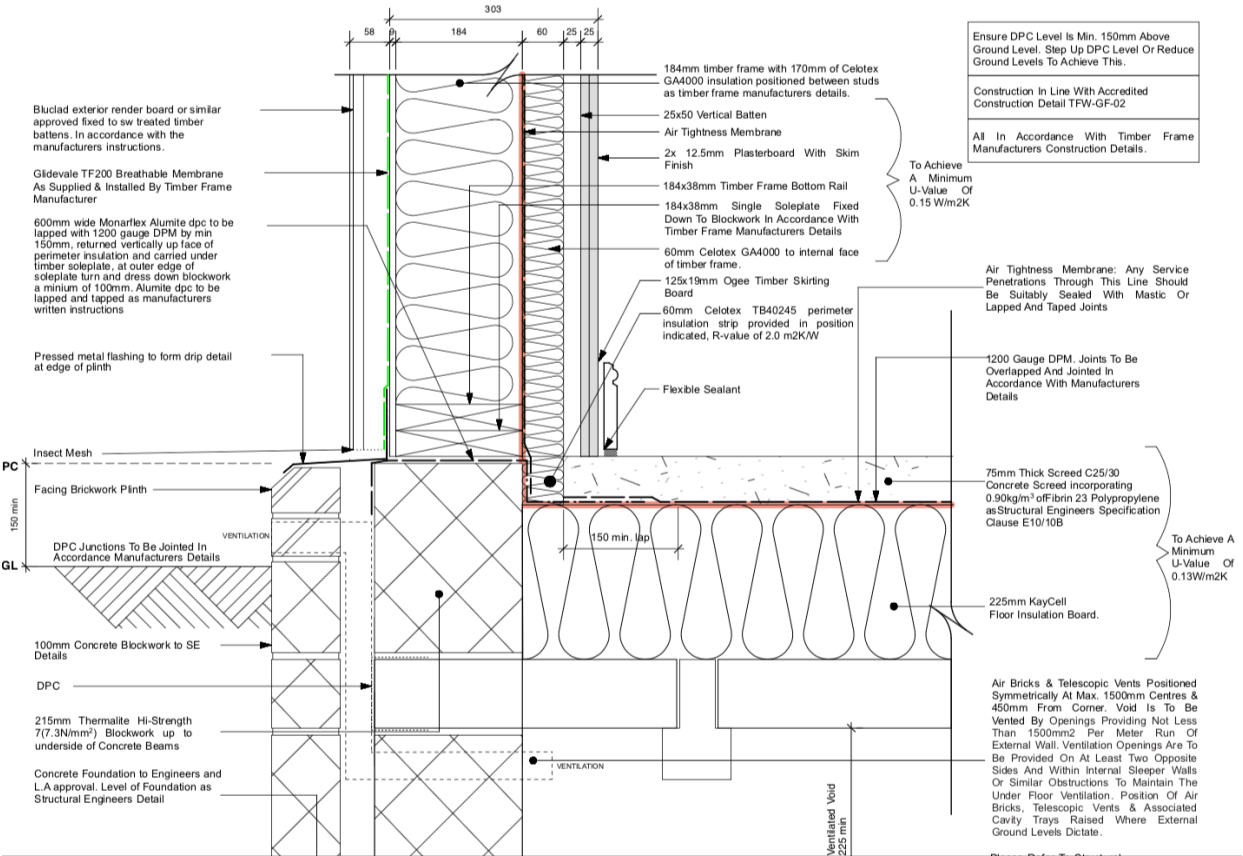 303
58
9
184
60
25
25
Bluclad exterior render board or similar
approved fixed to sw treated timber
battens. In accordance with the
manufacturers instructions.
Glidevale TF200 Breathable Membrane
As Supplied & Installed By Timber Frame
Manufacturer
600mm wide Monarflex Alumite dpc to be
lapped with 1200 gauge DPM by min
150mm, returned vertically up face of
perimeter insulation and carried under
timber soleplate, at outer edge of
soleplate turn and dress down blockwork
a minium of 100mm. Alumite dpc to be
lapped and tapped as manufacturers
written instructions
Pressed metal flashing to form drip detail
at edge of plinth
Insect Mesh
PC
Facing Brickwork Plinth
150 min
VENTILATION
DPC Junctions To Be Jointed In
Accordance Manufacturers Details
GL
100mm Concrete Blockwork to SE
Details
DPC
215mm Thermalite Hi-Strength
7(7.3N/mm²) Blockwork up to
underside of Concrete Beams
Concrete Foundation to Engineers and
L.A approval. Level of Foundation as
Structural Engineers Detail
184mm timber frame with 170mm of Celotex
GA4000 insulation positioned between studs
as timber frame manufacturers details.
25x50 Vertical Batten
Air Tightness Membrane
2x 12.5mm Plasterboard With Skim
Finish
184x38mm Timber Frame Bottom Rail
184x38mm Single Soleplate Fixed
Down To Blockwork In Accordance With
Timber Frame Manufacturers Details
60mm Celotex GA4000 to internal face
of timber frame.
125x19mm Ogee Timber Skirting
Board
60mm Celotex TB40245 perimeter
insulation strip provided in position
indicated, R-value of 2.0 m2K/W
Flexible Sealant
150 min. lap
VENTILATION
Ventilated Void
225 min
To Achieve
A Minimum
U-Value Of
0.15 W/m2K
Ensure DPC Level Is Min. 150mm Above
Ground Level. Step Up DPC Level Or Reduce
Ground Levels To Achieve This.
Construction In Line With Accredited
Construction Detail TFW-GF-02
All In Accordance With Timber Frame
Manufacturers Construction Details.
Air Tightness Membrane: Any Service
Penetrations Through This Line Should
Be Suitably Sealed With Mastic Or
Lapped And Taped Joints
1200 Gauge DPM. Joints To Be
Overlapped And Jointed In
Accordance With Manufacturers
Details
75mm Thick Screed C25/30
Concrete Screed incorporating
0.90kg/m³ ofFibrin 23 Polypropylene
asStructural Engineers Specification
Clause E10/10B
To Achieve A
Minimum
U-Value Of
0.13W/m2K
225mm KayCell
Floor Insulation Board.
Air Bricks & Telescopic Vents Positioned
Symmetrically At Max. 1500mm Centres &
450mm From Corner. Void Is To Be
Vented By Openings Providing Not Less
Than 1500mm2 Per Meter Run Of
External Wall. Ventilation Openings Are To
Be Provided On At Least Two Opposite
Sides And Within Internal Sleeper Walls
Or Similar Obstructions To Maintain The
Under Floor Ventilation. Position Of Air
Bricks, Telescopic Vents & Associated
Cavity Trays Raised Where External
Ground Levels Dictate.